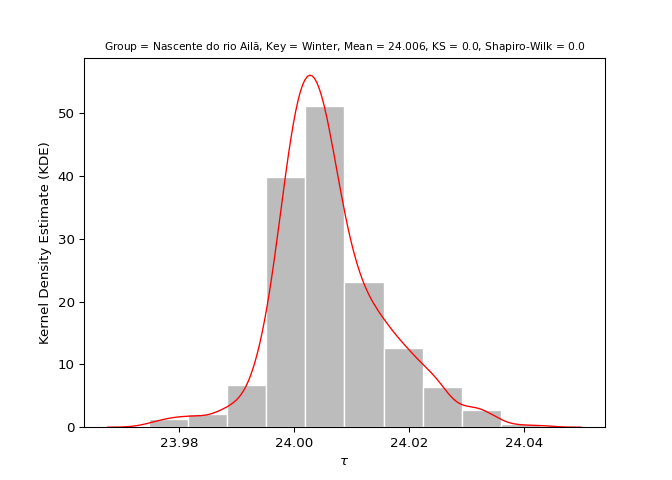 Group = Nascente do rio Ailã, Key = Winter, Mean = 24.006, KS = 0.0, Shapiro-Wilk = 0.0
Kernel Density Estimate (KDE)
50
40
30
20
10
0
23.98 24.00 24.02 24.04
τ